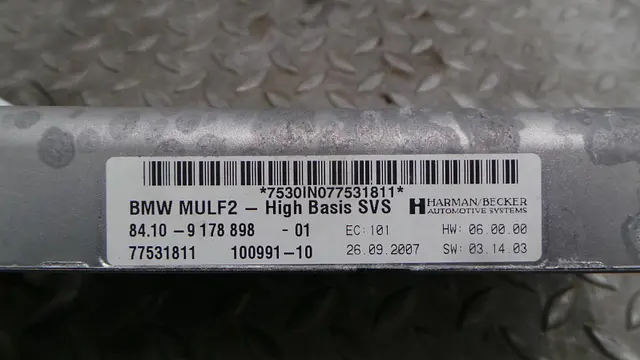 *7530IN077531811*
BMW MULF2 - High Basis SVS HARMAN/BECKER
AUTOMOTIVE SYSTEMS
84.10 -9 178 898 - 01 EC: 101 HW: 06.00.00
77531811 100991-10 26.09.2007 SW: 03.14 03